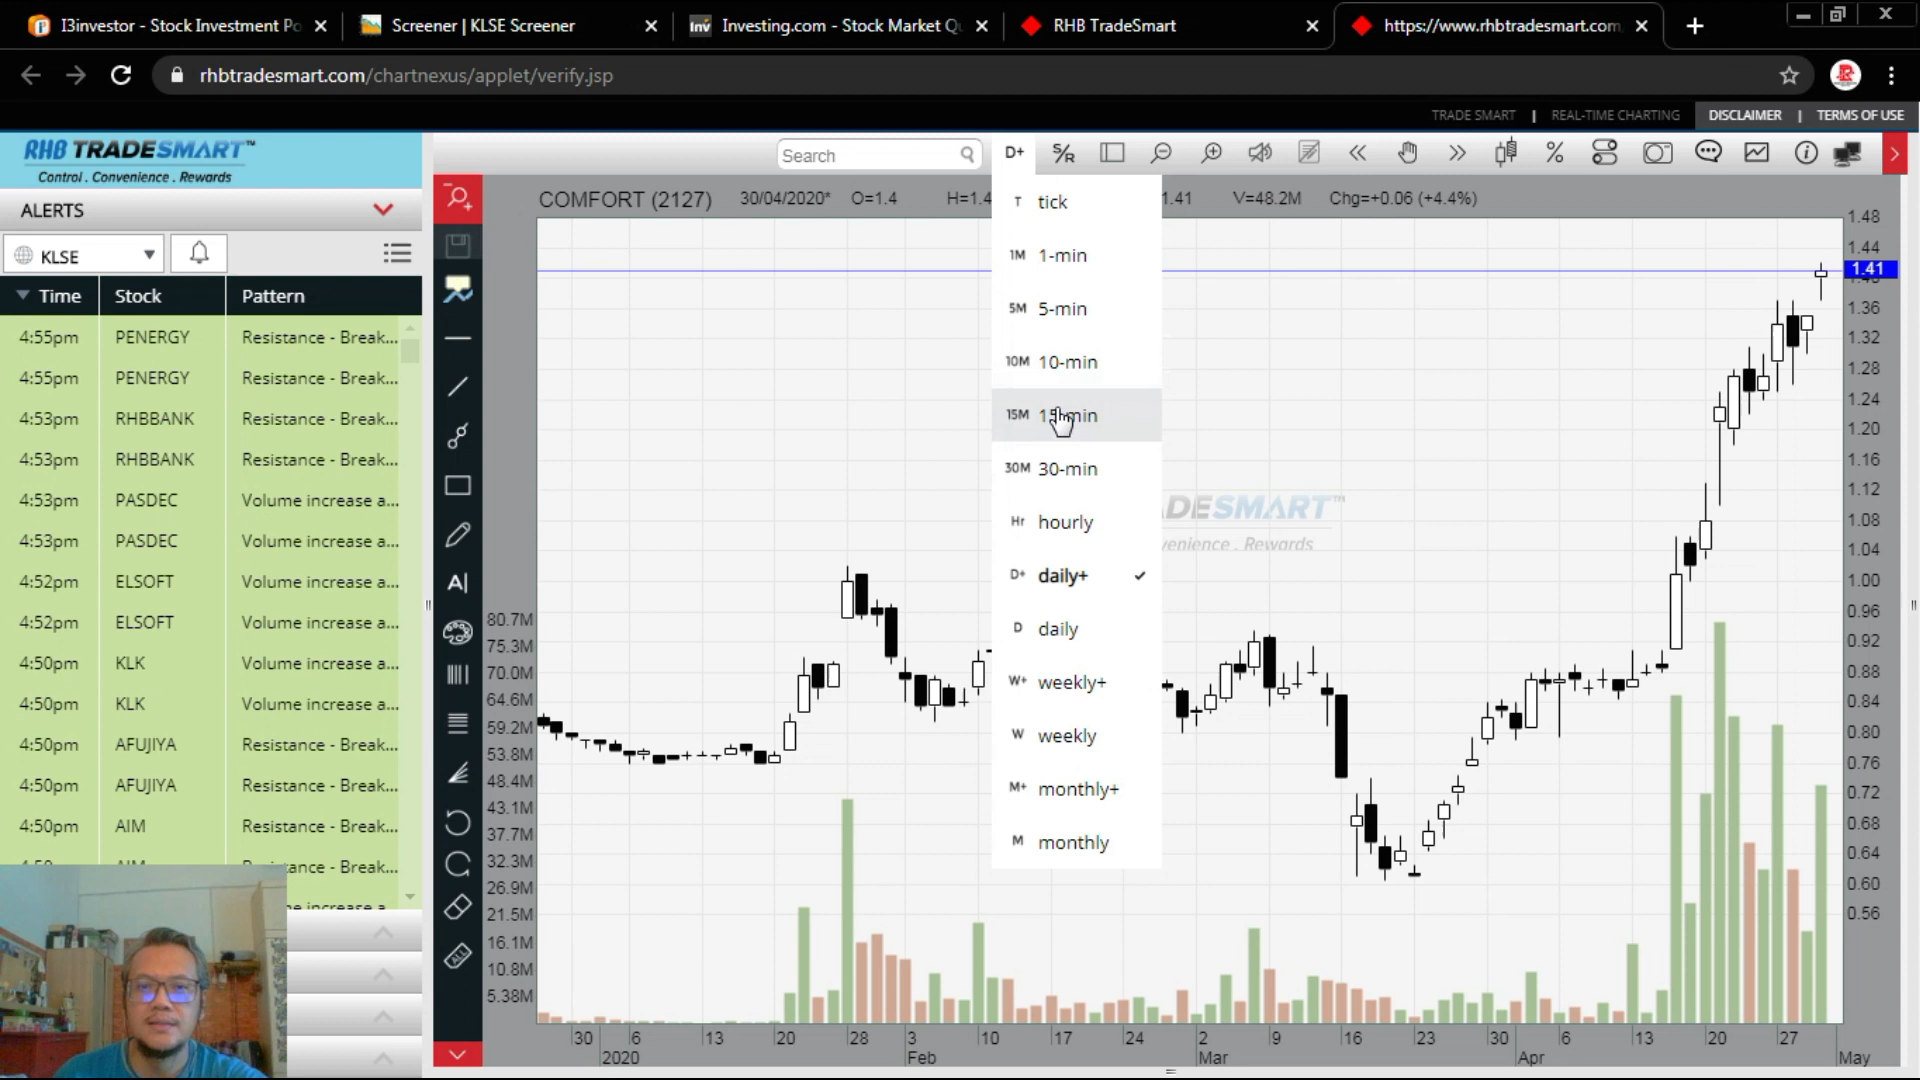 I3investor - Stock Investment Po
Screener | KLSE Screener
Investing.com - Stock Market Q
RHB TradeSmart
https://www.rhbtradesmart.com
rhbtradesmart.com/chartnexus/applet/verify.jsp
TRADE SMART | REAL-TIME CHARTING DISCLAIMER | TERMS OF USE
RHB TRADESMART™
Control . Convenience . Rewards
Search
D+
S/R
ALERTS
KLSE
Time Stock Pattern
4:55pm PENERGY Resistance - Break...
4:55pm PENERGY Resistance - Break...
4:53pm RHBBANK Resistance - Break...
4:53pm RHBBANK Resistance - Break...
4:53pm PASDEC Volume increase a...
4:53pm PASDEC Volume increase a...
4:52pm ELSOFT Volume increase a...
4:52pm ELSOFT Volume increase a...
4:50pm KLK Volume increase a...
4:50pm KLK Volume increase a...
4:50pm AFUJIYA Resistance - Break...
4:50pm AFUJIYA Resistance - Break...
4:50pm AIM Resistance - Break...
istance - Break...
COMFORT (2127) 30/04/2020* O=1.4 H=1.4 1.41 V=48.2M Chg=+0.06 (+4.4%)
T tick
1M 1-min
5M 5-min
10M 10-min
15M
30M 30-min
Hr hourly
D+ daily+
D daily
W+ weekly+
W weekly
M+ monthly+
M monthly
DESMART™
venience . Rewards
A
ALL
80.7M
75.3M
70.0M
64.6M
59.2M
53.8M
48.4M
43.1M
37.7M
32.3M
26.9M
21.5M
16.1M
10.8M
5.38M
1.48
1.44
1.41
1.36
1.32
1.28
1.24
1.20
1.16
1.12
1.08
1.04
1.00
0.96
0.92
0.88
0.84
0.80
0.76
0.72
0.68
0.64
0.60
0.56
30 6 13 20 28 3 10 17 24 2 9 16 23 30 6 13 20 27
2020 Feb Mar Apr May